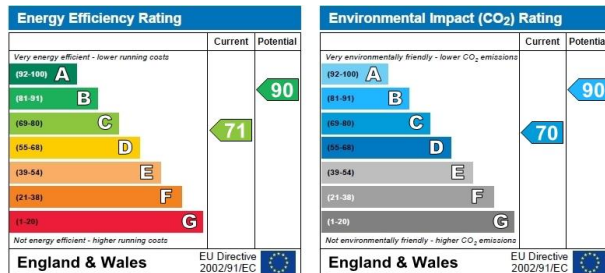 Energy Efficiency Rating
Current Potential
Very energy efficient - lower running costs
(92-100) A
(81-91) B
90
(69-80) C
71
(55-68) D
(39-54) E
(21-38) F
(1-20) G
Not energy efficient - higher running costs
England & Wales
EU Directive
2002/91/EC
Environmental Impact (CO₂) Rating
Current Potential
Very environmentally friendly - lower CO₂ emissions
(92-100) A
(81-91) B
90
(69-80) C
70
(55-68) D
(39-54) E
(21-38) F
(1-20) G
Not environmentally friendly - higher CO₂ emissions
England & Wales
EU Directive
2002/91/EC